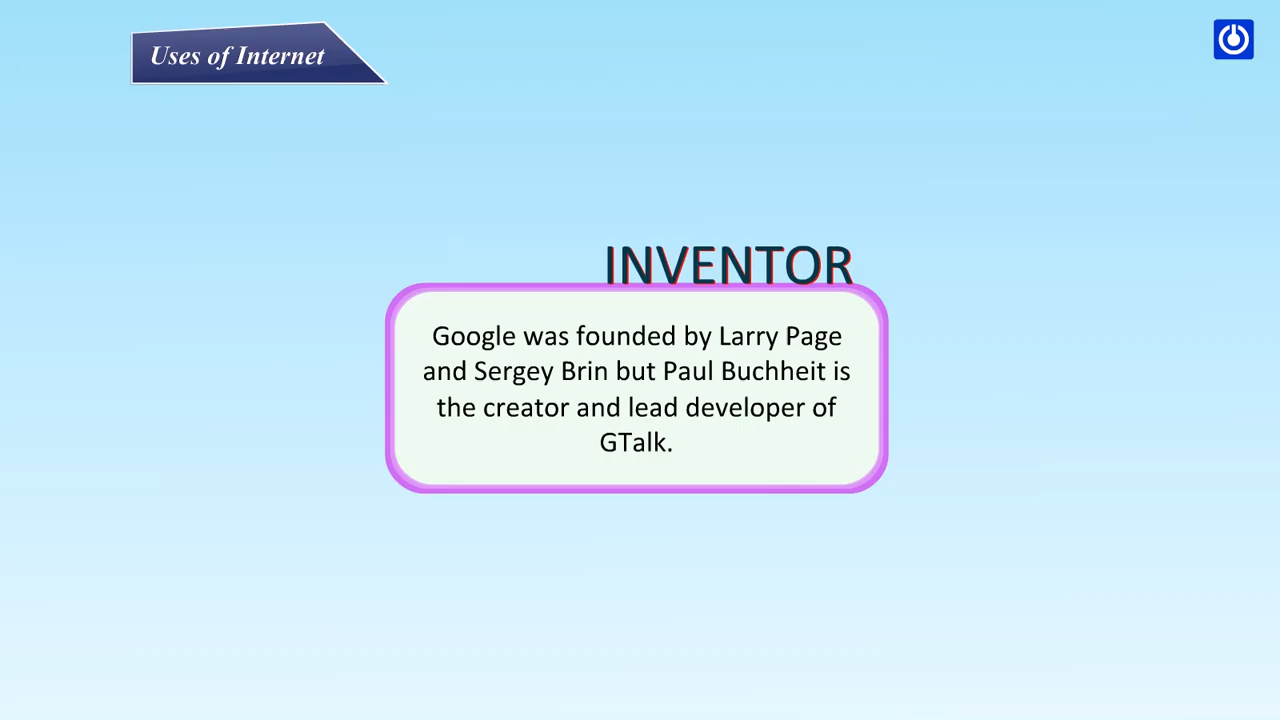 Uses of Internet
INVENTOR
Google was founded by Larry Page
and Sergey Brin but Paul Buchheit is
the creator and lead developer of
GTalk.